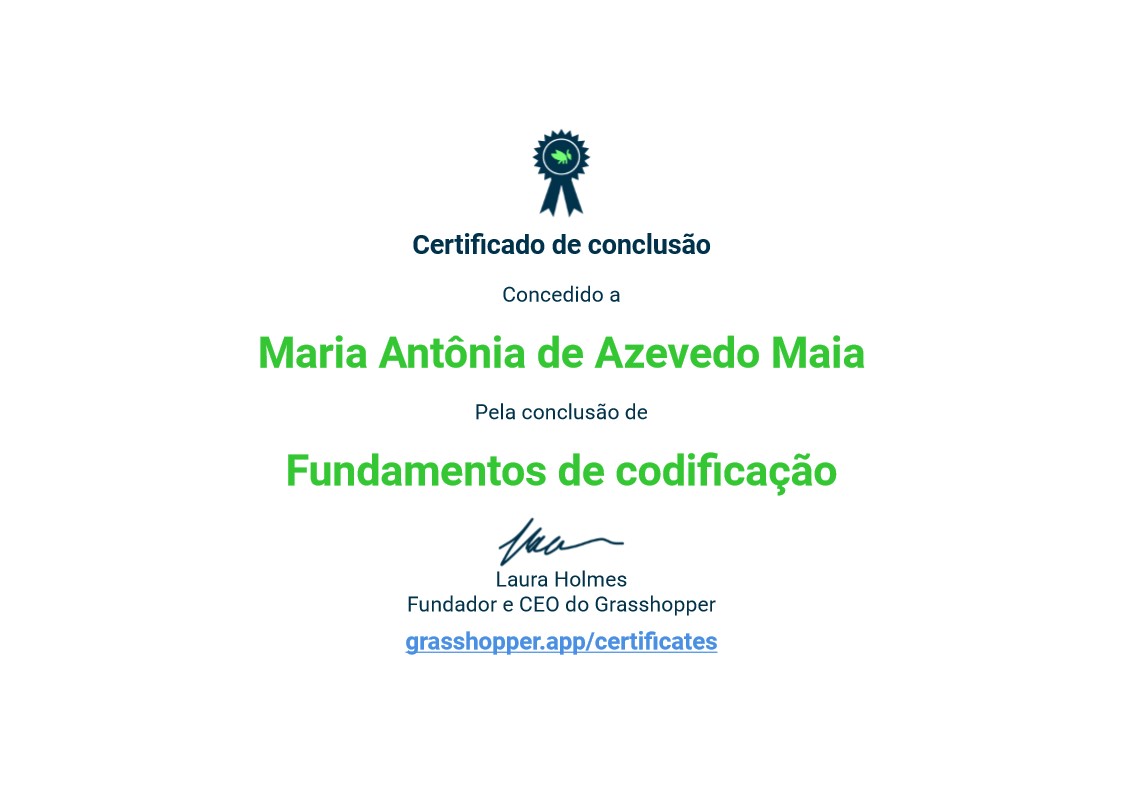 Certificado de conclusão
Concedido a
Maria Antônia de Azevedo Maia
Pela conclusão de
Fundamentos de codificação
Laura Holmes
Fundador e CEO do Grasshopper
grasshopper.app/certificates